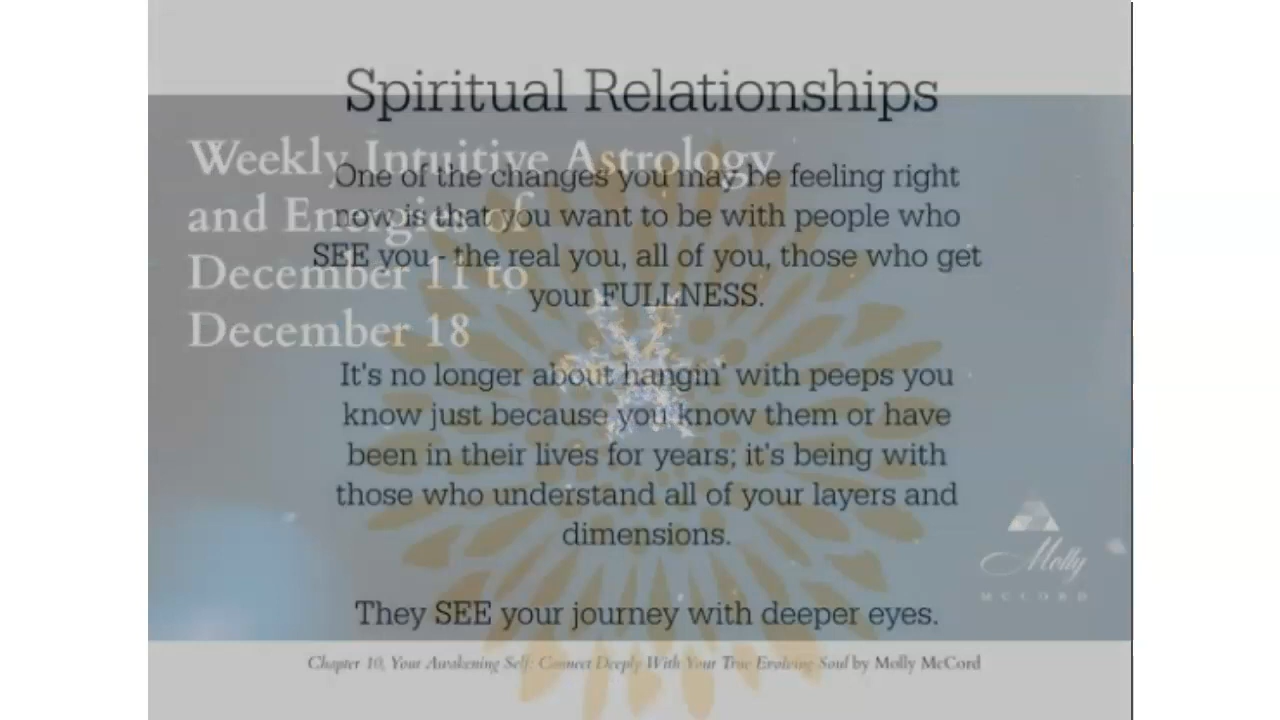 Spiritual Relationships
Weekly Intuitive Astrology
and Energies of
December 11 to
December 18
One of the changes you may be feeling right
now is that you want to be with people who
SEE you - the real you, all of you, those who get
your FULLNESS.
It's no longer about hangin' with peeps you
know just because you know them or have
been in their lives for years; it's being with
those who understand all of your layers and
dimensions.
They SEE your journey with deeper eyes.
Molly
MCCORD
Chapter 10, Your Awakening Self: Connect Deeply With Your True Evolving Soul by Molly McCord